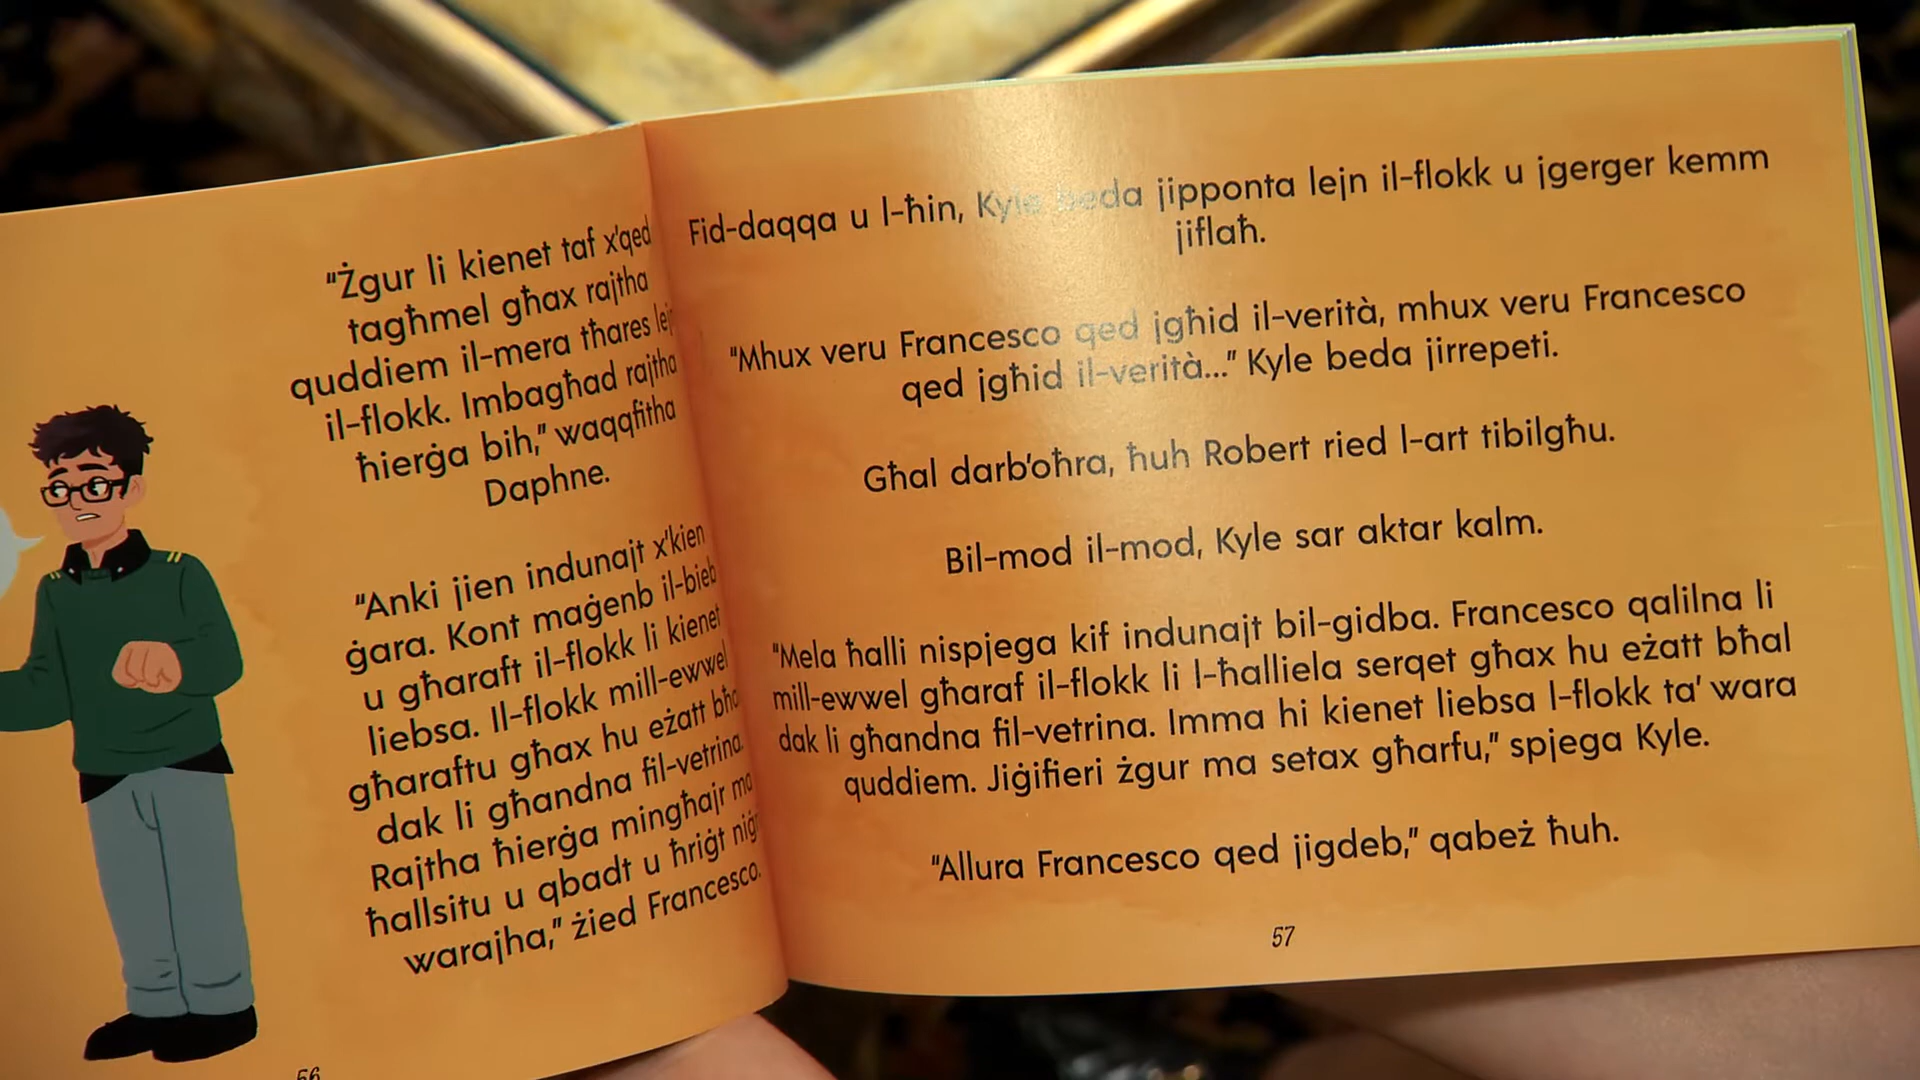 "Żgur li kienet taf x'qed
tagħmel għax rajtha
quddiem il-mera tħares
il-flokk. Imbagħad rajtha
ħierġa bih," waqqfitha
Daphne.
"Anki jien indunajt x'kien
ġara. Kont maġenb il-bieb
u għaraft il-flokk li kienet
liebsa. Il-flokk mill-ewwel
għaraftu għax hu eżatt
dak li għandna fil-vetrina.
Rajtha ħierġa mingħajr ma
ħallsitu u qbadt u ħriġt
warajha," żied Francesco.
56
Fid-daqqa u l-ħin, Kyle beda jipponta lejn il-flokk u jgerger kemm
jiflaħ.
"Mhux veru Francesco qed jgħid il-verità, mhux veru Francesco
qed jgħid il-verità..." Kyle beda jirrepeti.
Għal darb'oħra, ħuh Robert ried l-art tibilgħu.
Bil-mod il-mod, Kyle sar aktar kalm.
"Mela ħalli nispjega kif indunajt bil-gidba. Francesco qalilna li
mill-ewwel għaraf il-flokk li l-ħalliela serqet għax hu eżatt bħal
dak li għandna fil-vetrina. Imma hi kienet liebsa l-flokk ta' wara
quddiem. Jiġifieri żgur ma setax għarfu," spjega Kyle.
"Allura Francesco qed jigdeb," qabeż ħuh.
57